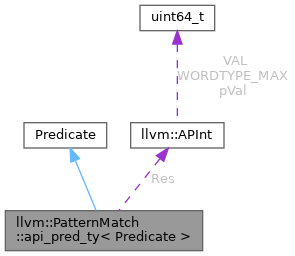 uint64_t
VAL
WORDTYPE_MAX
pVal
Predicate
llvm::APInt
Res
llvm::PatternMatch
::api_pred_ty< Predicate >